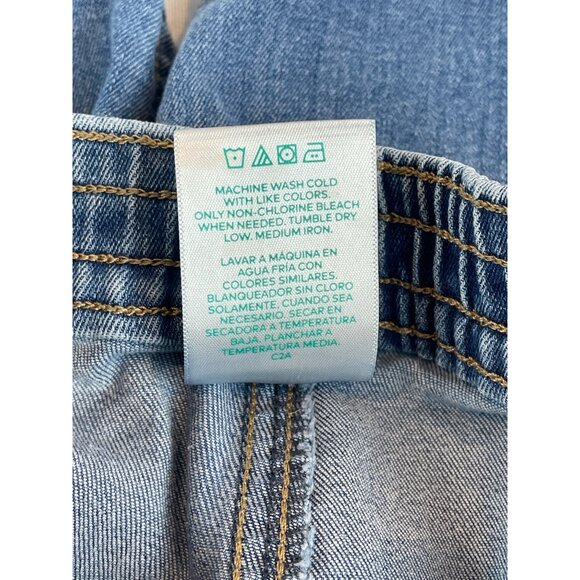 MACHINE WASH COLD
WITH LIKE COLORS.
ONLY NON-CHLORINE BLEACH
WHEN NEEDED. TUMBLE DRY
LOW. MEDIUM IRON.
LAVAR A MÁQUINA EN
AGUA FRÍA CON
COLORES SIMILARES.
BLANQUEADOR SIN CLORO
SOLAMENTE, CUANDO SEA
NECESARIO. SECAR EN
SECADORA A TEMPERATURA
BAJA. PLANCHAR A
TEMPERATURA MEDIA
C2A